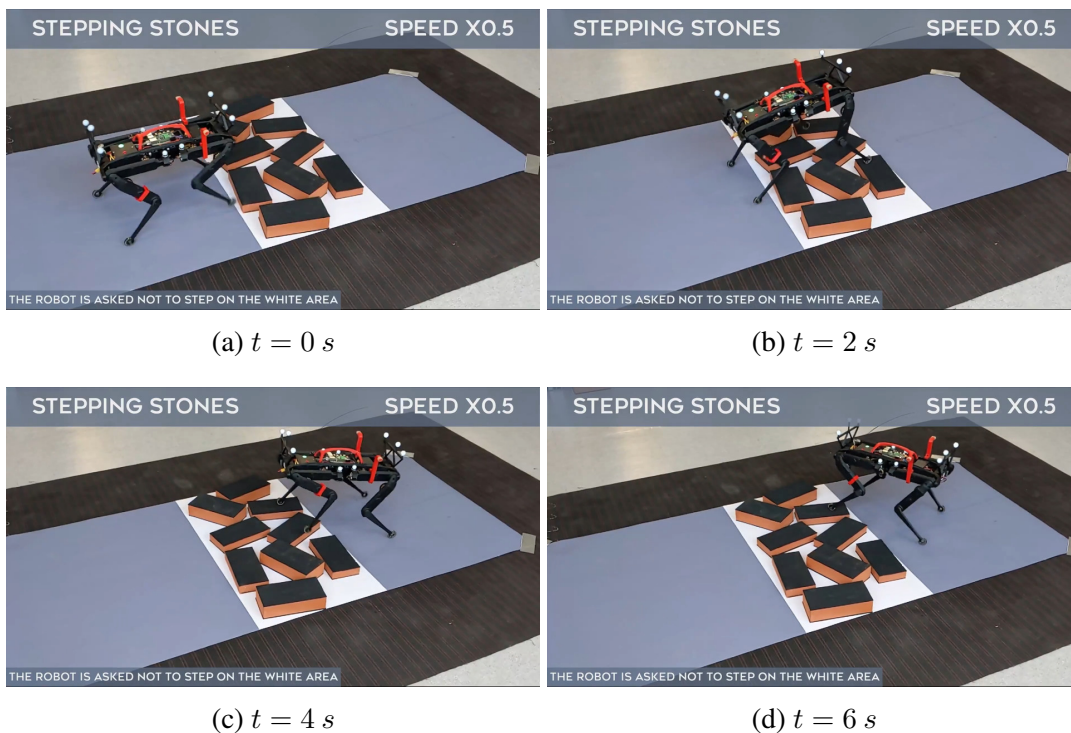 STEPPING STONES SPEED X0.5
THE ROBOT IS ASKED NOT TO STEP ON THE WHITE AREA
(a) t = 0 s
STEPPING STONES SPEED X0.5
THE ROBOT IS ASKED NOT TO STEP ON THE WHITE AREA
(b) t = 2 s
STEPPING STONES SPEED X0.5
THE ROBOT IS ASKED NOT TO STEP ON THE WHITE AREA
(c) t = 4 s
STEPPING STONES SPEED X0.5
THE ROBOT IS ASKED NOT TO STEP ON THE WHITE AREA
(d) t = 6 s